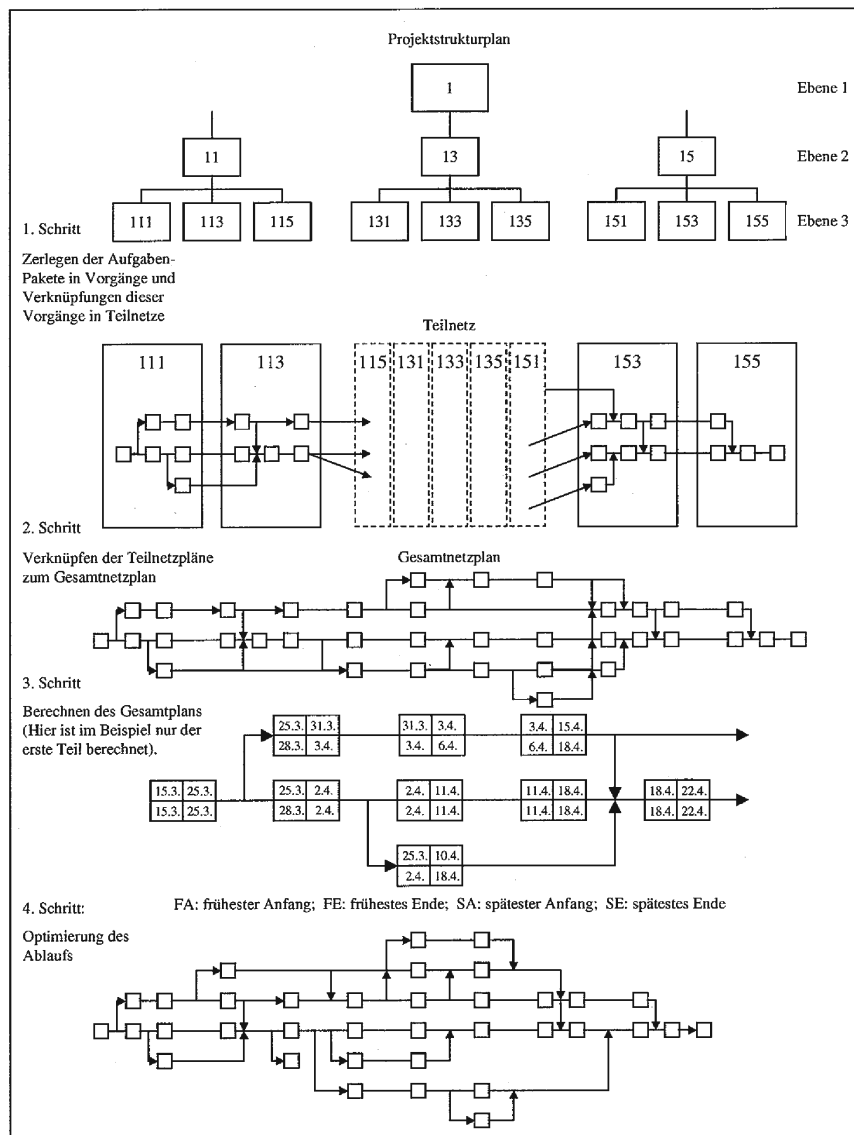 Projektstrukturplan
1
Ebene 1
11
13
15
Ebene 2
111
113
115
131
133
135
151
153
155
Ebene 3
1. Schritt
Zerlegen der Aufgaben-
Pakete in Vorgänge und
Verknüpfungen dieser
Vorgänge in Teilnetze
Teilnetz
111
113
115
131
133
135
151
153
155
2. Schritt
Verknüpfen der Teilnetzpläne
zum Gesamtnetzplan
Gesamtnetzplan
3. Schritt
Berechnen des Gesamtplans
(Hier ist im Beispiel nur der
erste Teil berechnet).
25.3. 31.3.
28.3. 3.4.
31.3. 3.4.
3.4. 6.4.
3.4. 15.4.
6.4. 18.4.
15.3. 25.3.
15.3. 25.3.
25.3. 2.4.
28.3. 2.4.
2.4. 11.4.
2.4. 11.4.
11.4. 18.4.
11.4. 18.4.
18.4. 22.4.
18.4. 22.4.
25.3. 10.4.
2.4. 18.4.
4. Schritt:
FA: frühester Anfang; FE: frühestes Ende; SA: spätester Anfang; SE: spätestes Ende
Optimierung des
Ablaufs